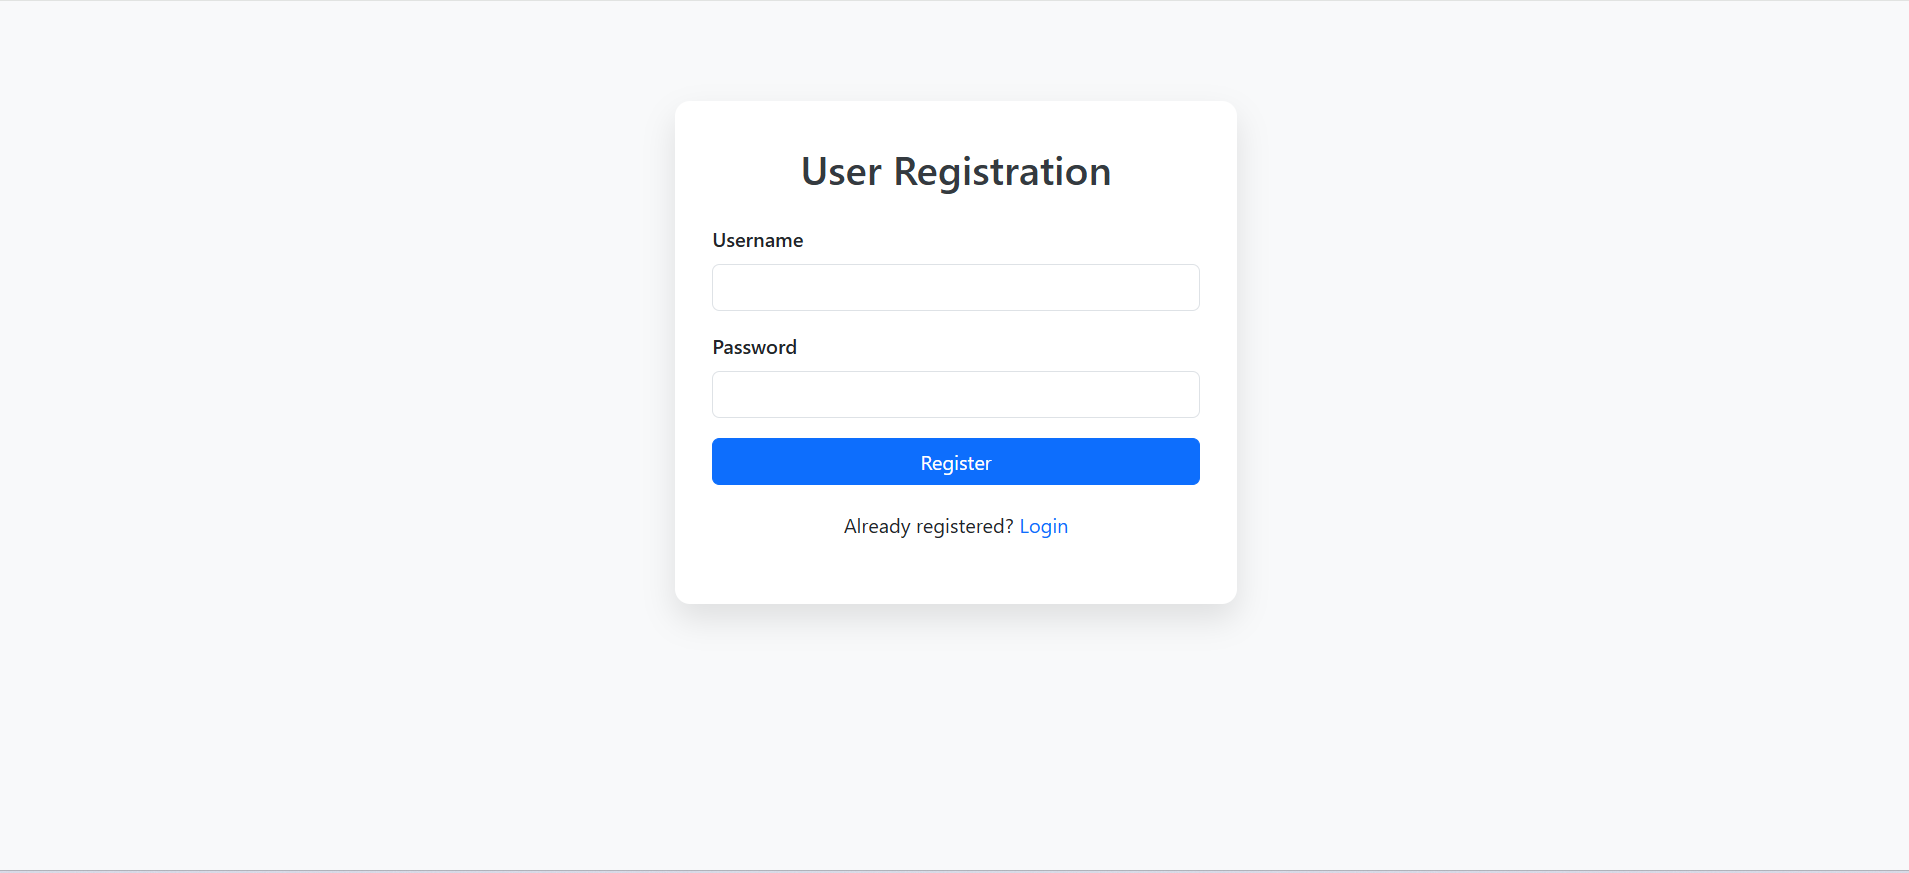 User Registration
Username
Password
Register
Already registered? Login